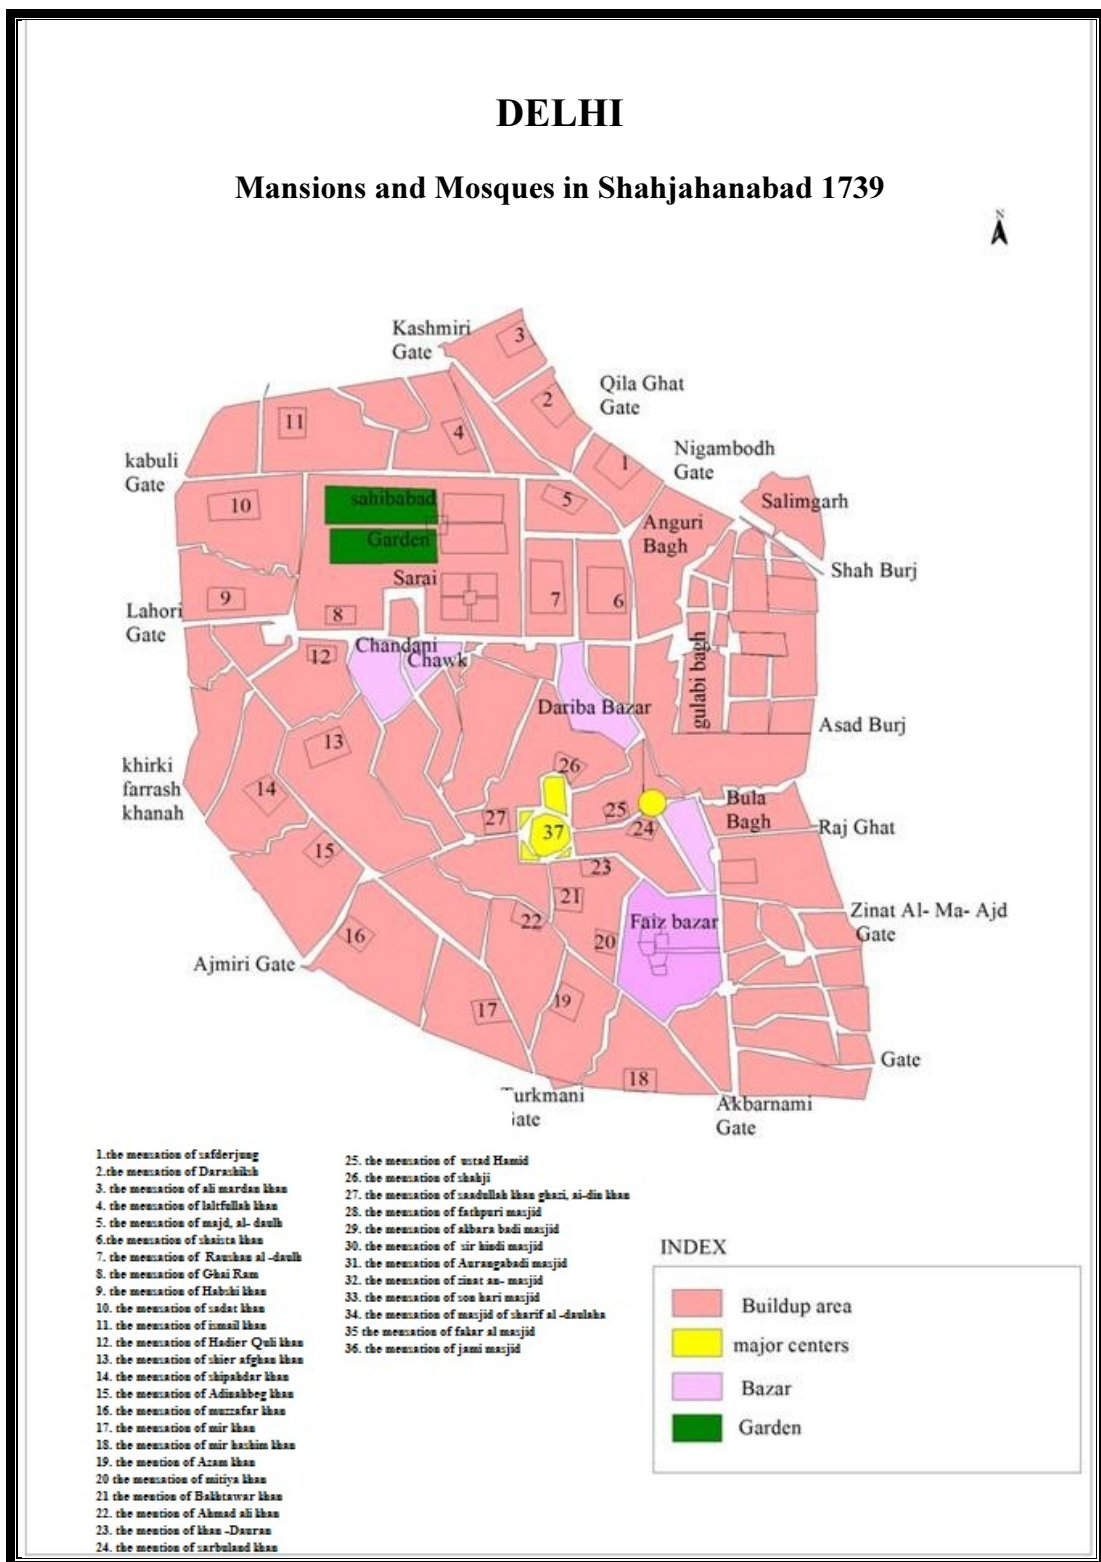 DELHI
Mansions and Mosques in Shahjahanabad 1739
N
Kashmiri
Gate
3
Qila Ghat
Gate
2
11
4
Nigambodh
Gate
1
kabuli
Gate
10
sahibabad
5
Salimgarh
Anguri
Bagh
Garden
Shah Burj
Sarai
9
8
7
6
Lahori
Gate
12
Chandani
Chawk
gulabi bagh
Dariba Bazar
Asad Burj
13
26
khirki
farrash
khanah
14
27
37
25
24
Bula
Bagh
Raj Ght
15
23
21
22
Faiz bazar
Zinat Al- Ma- Ajd
Gate
16
20
Ajmiri Gate
17
19
18
Gate
Turkmani
Gate
Akbarnami
Gate
1.the mensation of safderjung
2.the mensation of Darashiksh
3. the mensation of ali mardan khan
4. the mensation of laltfullah khan
5. the mensation of majd, al- daulh
6.the mensation of shaista khan
7. the mensation of Raushan al -daulh
8. the mensation of Ghai Ram
9. the mensation of Habshi khan
10. the mensation of sadat khan
11. the mensation of ismail khan
12. the mensation of Hadier Quli khan
13. the mensation of shier afghan khan
14. the mensation of shipahdar khan
15. the mensation of Adinahbeg khan
16. the mensation of muzzafar khan
17. the mensation of mir khan
18. the mensation of mir hashim khan
19. the mention of Azam khan
20 the mensation of mitiya khan
21 the mention of Bakhtawar khan
22. the mention of Ahmad ali khan
23. the mention of khan -Dauran
24. the mention of sarbuland khan
25. the mensation of ustad Hamid
26. the mensation of shahji
27. the mensation of saadullah khan ghazi, ai-din khan
28. the mensation of fathpuri masjid
29. the mensation of akbara badi masjid
30. the mensation of sir hindi masjid
31. the mensation of Aurangabadi masjid
32. the mensation of zinat an- masjid
33. the mensation of son hari masjid
34. the mensation of masjid of sharif al -daulaha
35 the mensation of fakar al masjid
36. the mensation of jami masjid
INDEX
Buildup area
major centers
Bazar
Garden